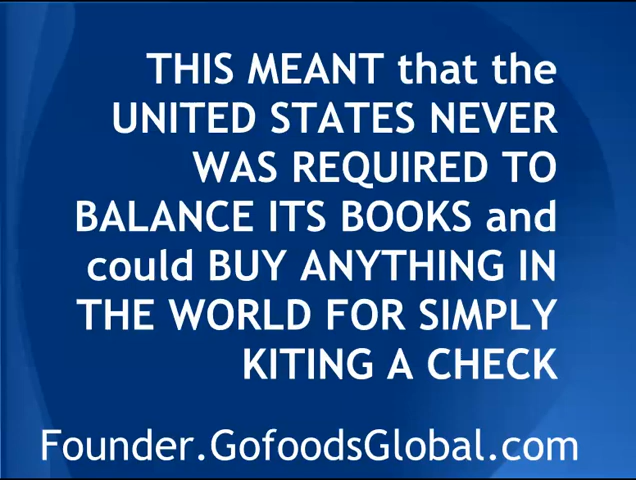 THIS MEANT that the
UNITED STATES NEVER
WAS REQUIRED TO
BALANCE ITS BOOKS and
could BUY ANYTHING IN
THE WORLD FOR SIMPLY
KITING A CHECK
Founder.GofoodsGlobal.com